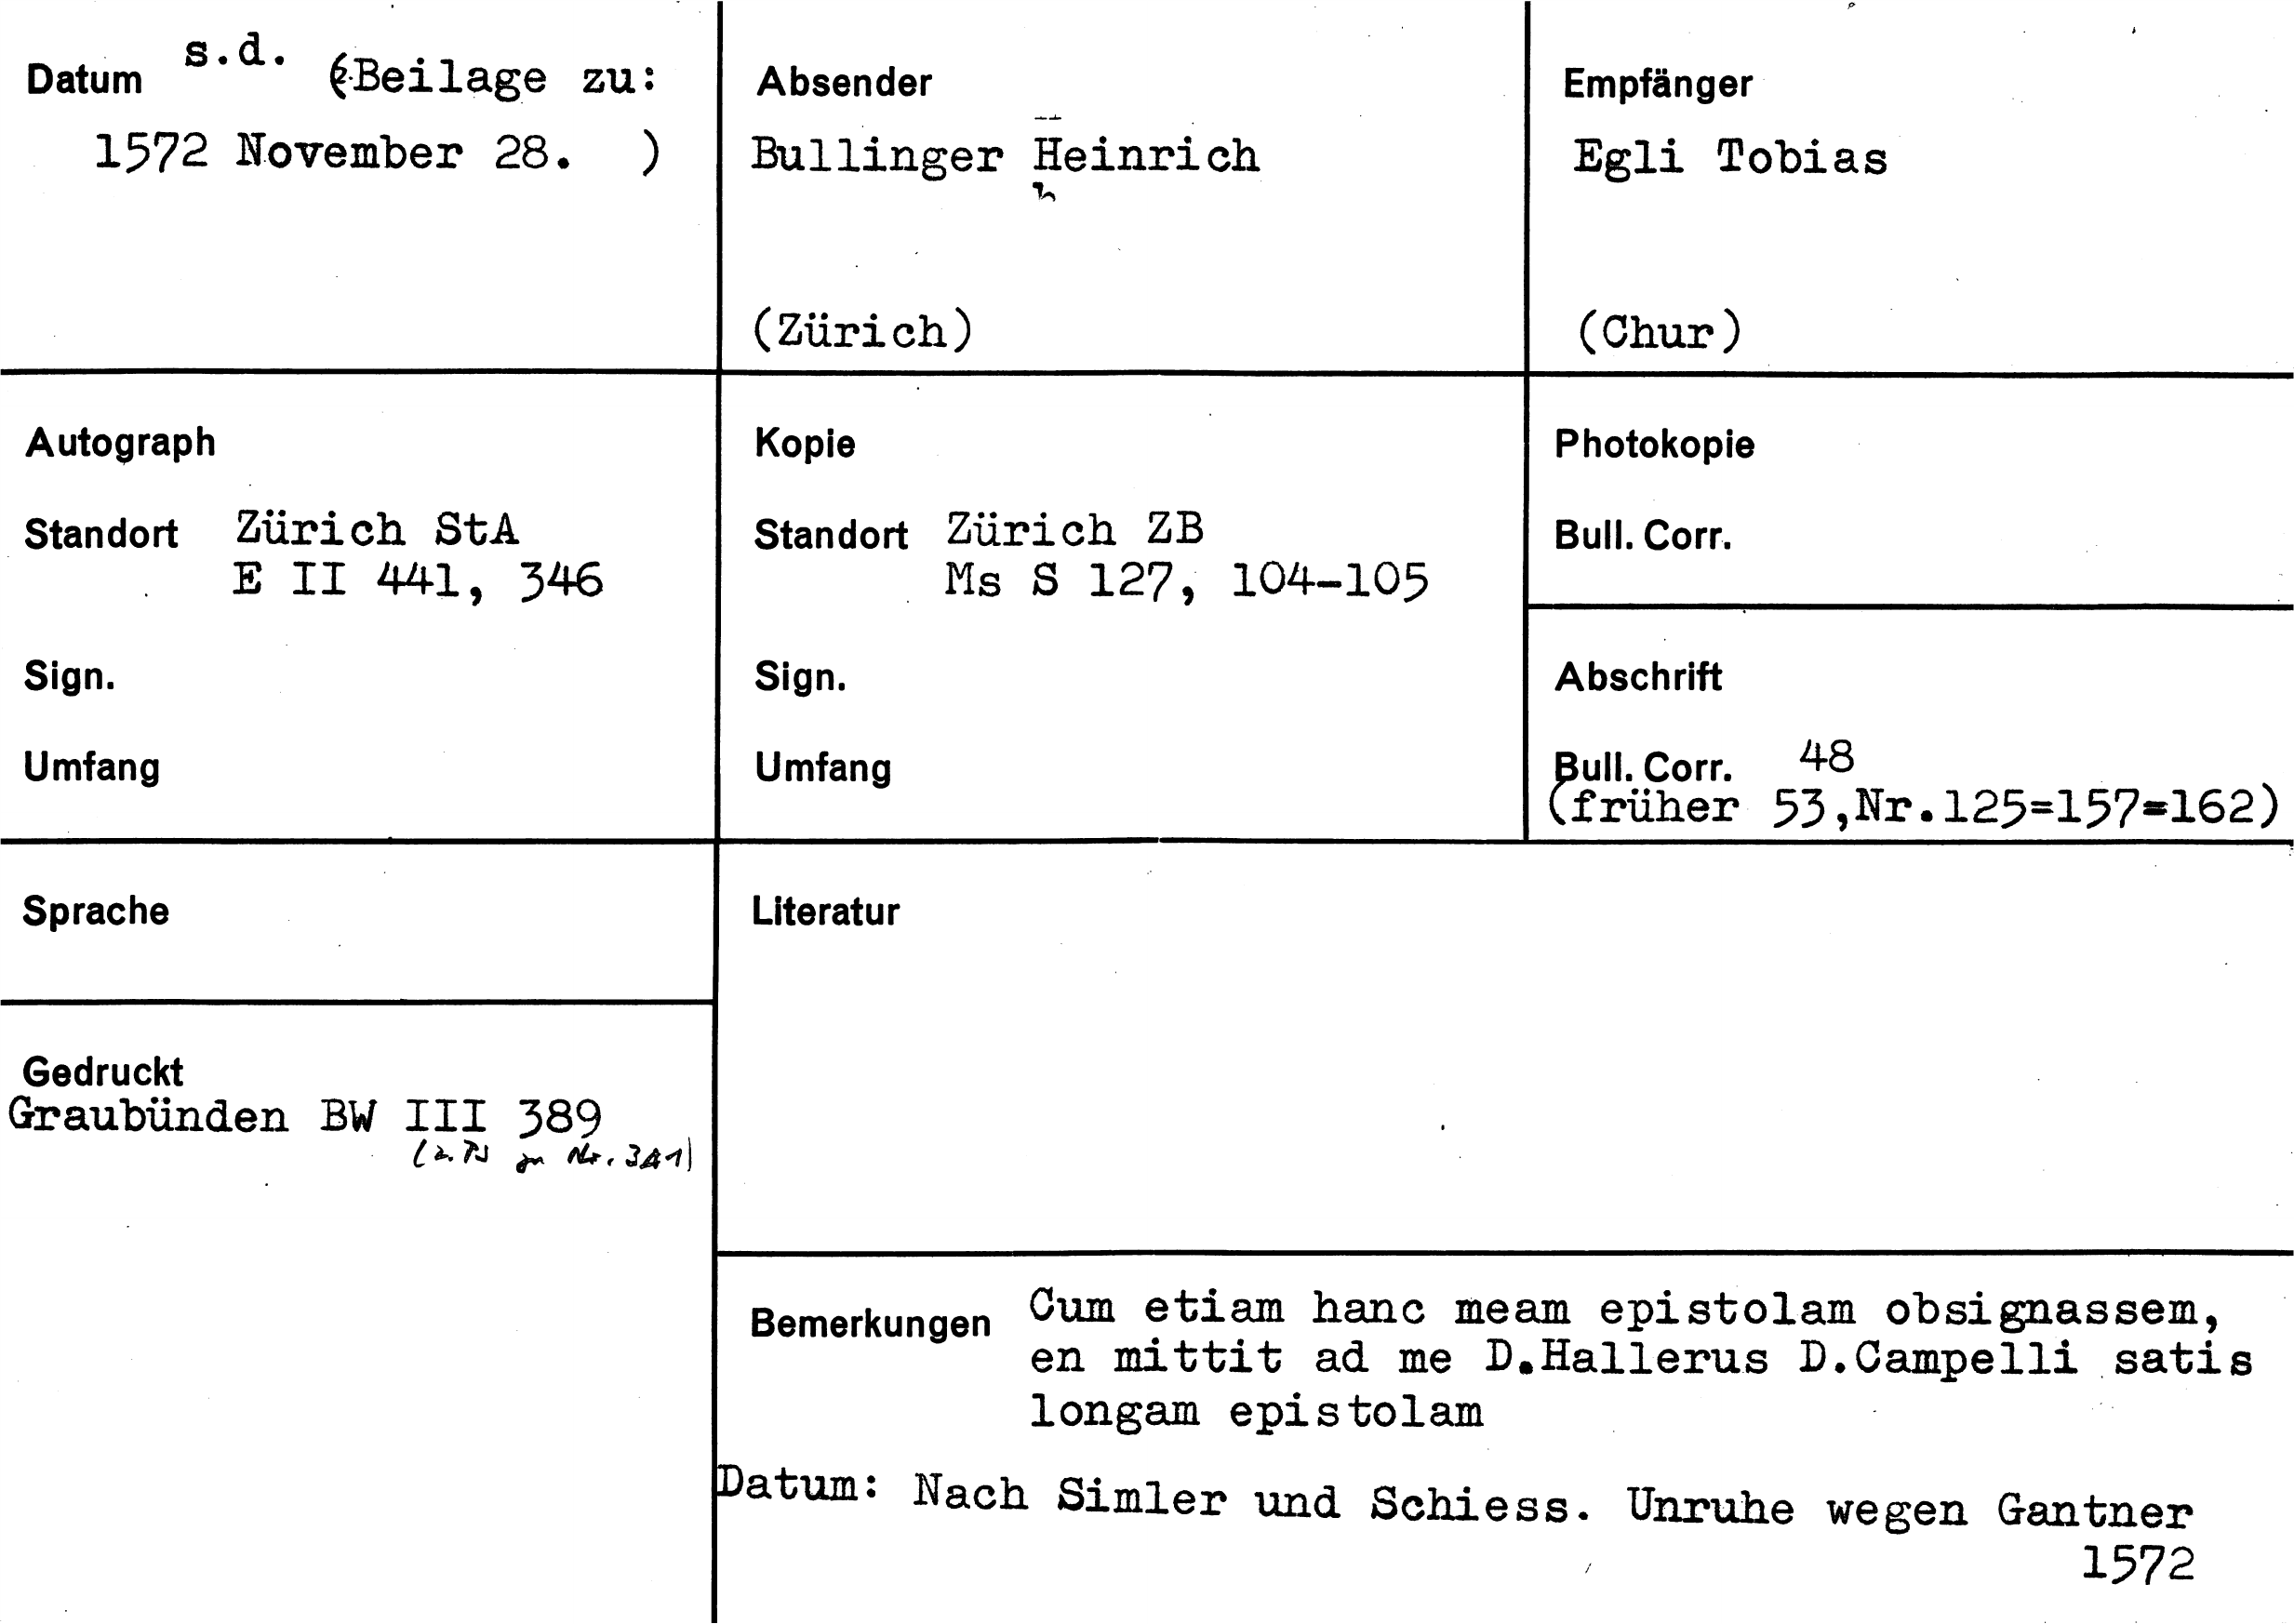 Datum s.d. (Beilage zu:
1572 November 28. )
Absender
Bullinger Heinrich
(Zürich)
Empfänger
Egli Tobias
(Chur)
Autograph
Standort Zürich StA
E II 441, 346
Sign.
Umfang
Kopie
Standort Zürich ZB
Ms S 127, 104-105
Sign.
Umfang
Photokopie
Bull. Corr.
Abschrift
Bull. Corr. 48
(früher 53,Nr.125=157=162)
Sprache
Gedruckt
Graubünden BW III 389
(2. PS zu Nr. 341)
Literatur
Bemerkungen Cum etiam hanc meam epistolam obsignassem,
en mittit ad me D.Hallerus D.Campelli satis
longam epistolam
Datum: Nach Simler und Schiess. Unruhe wegen Gantner
1572